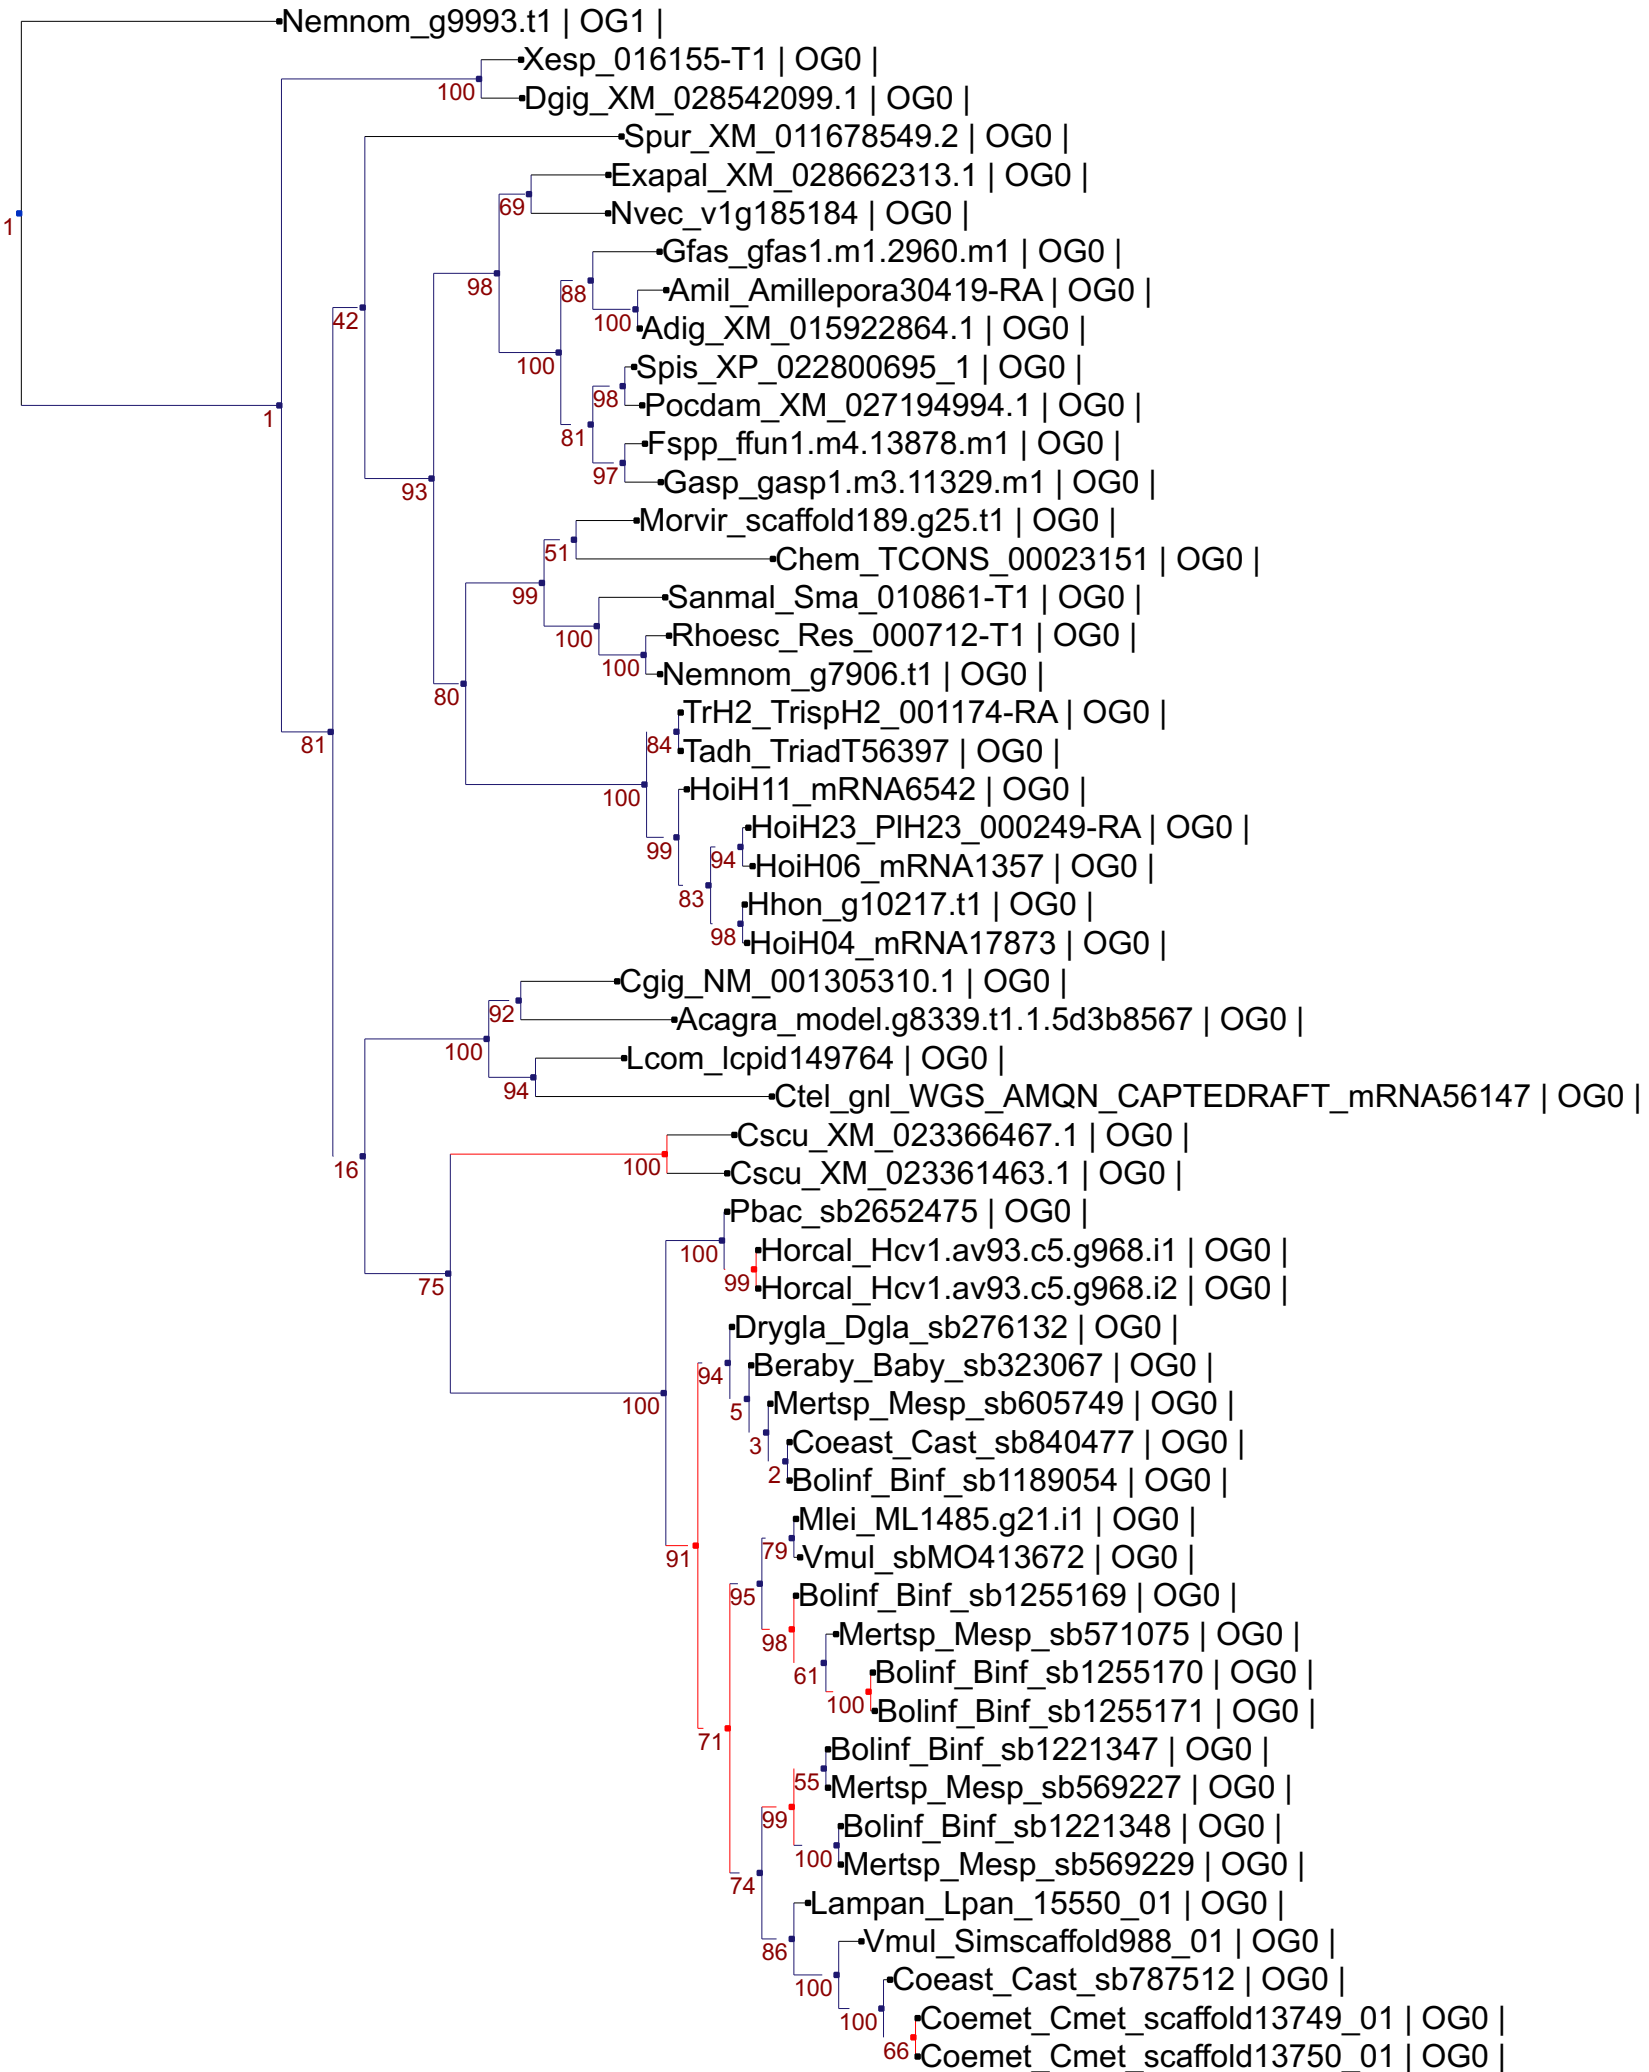 Nemnom_g9993.t1 | OG1 |
Xesp_016155-T1 | OG0 |
100
Dgig_XM_028542099.1 | OG0 |
Spur_XM_011678549.2 | OG0 |
Exapal_XM_028662313.1 | OG0 |
69
Nvec_v1g185184 | OG0 |
1
Gfas_gfas1.m1.2960.m1 | OG0 |
98
88
Amil_Amillepora30419-RA | OG0 |
42
100
Adig_XM_015922864.1 | OG0 |
100
Spis_XP_022800695_1 | OG0 |
98
Pocdam_XM_027194994.1 | OG0 |
1
81
Fspp_ffun1.m4.13878.m1 | OG0 |
97
Gasp_gasp1.m3.11329.m1 | OG0 |
93
Morvir_scaffold189.g25.t1 | OG0 |
51
Chem_TCONS_00023151 | OG0 |
99
Sanmal_Sma_010861-T1 | OG0 |
100
Rhoesc_Res_000712-T1 | OG0 |
100
Nemnom_g7906.t1 | OG0 |
80
TrH2_TrispH2_001174-RA | OG0 |
81
84
Tadh_TriadT56397 | OG0 |
100
HoiH11_mRNA6542 | OG0 |
HoiH23_PlH23_000249-RA | OG0 |
99
94
HoiH06_mRNA1357 | OG0 |
83
Hhon_g10217.t1 | OG0 |
98
HoiH04_mRNA17873 | OG0 |
Cgig_NM_001305310.1 | OG0 |
92
Acagra_model.g8339.t1.1.5d3b8567 | OG0 |
100
Lcom_lcpid149764 | OG0 |
94
Ctel_gnl_WGS_AMQN_CAPTEDRAFT_mRNA56147 | OG0 |
Cscu_XM_023366467.1 | OG0 |
16
100
Cscu_XM_023361463.1 | OG0 |
Pbac_sb2652475 | OG0 |
100
Horcal_Hcv1.av93.c5.g968.i1 | OG0 |
75
99
Horcal_Hcv1.av93.c5.g968.i2 | OG0 |
Drygla_Dgla_sb276132 | OG0 |
94
Beraby_Baby_sb323067 | OG0 |
100
5
Mertsp_Mesp_sb605749 | OG0 |
3
Coeast_Cast_sb840477 | OG0 |
2
Bolinf_Binf_sb1189054 | OG0 |
Mlei_ML1485.g21.i1 | OG0 |
91
79
Vmul_sbMO413672 | OG0 |
95
Bolinf_Binf_sb1255169 | OG0 |
98
Mertsp_Mesp_sb571075 | OG0 |
61
Bolinf_Binf_sb1255170 | OG0 |
100
Bolinf_Binf_sb1255171 | OG0 |
71
Bolinf_Binf_sb1221347 | OG0 |
55
Mertsp_Mesp_sb569227 | OG0 |
99
Bolinf_Binf_sb1221348 | OG0 |
100
Mertsp_Mesp_sb569229 | OG0 |
74
Lampan_Lpan_15550_01 | OG0 |
86
Vmul_Simscaffold988_01 | OG0 |
100
Coeast_Cast_sb787512 | OG0 |
100
Coemet_Cmet_scaffold13749_01 | OG0 |
66
Coemet_Cmet_scaffold13750_01 | OG0 |